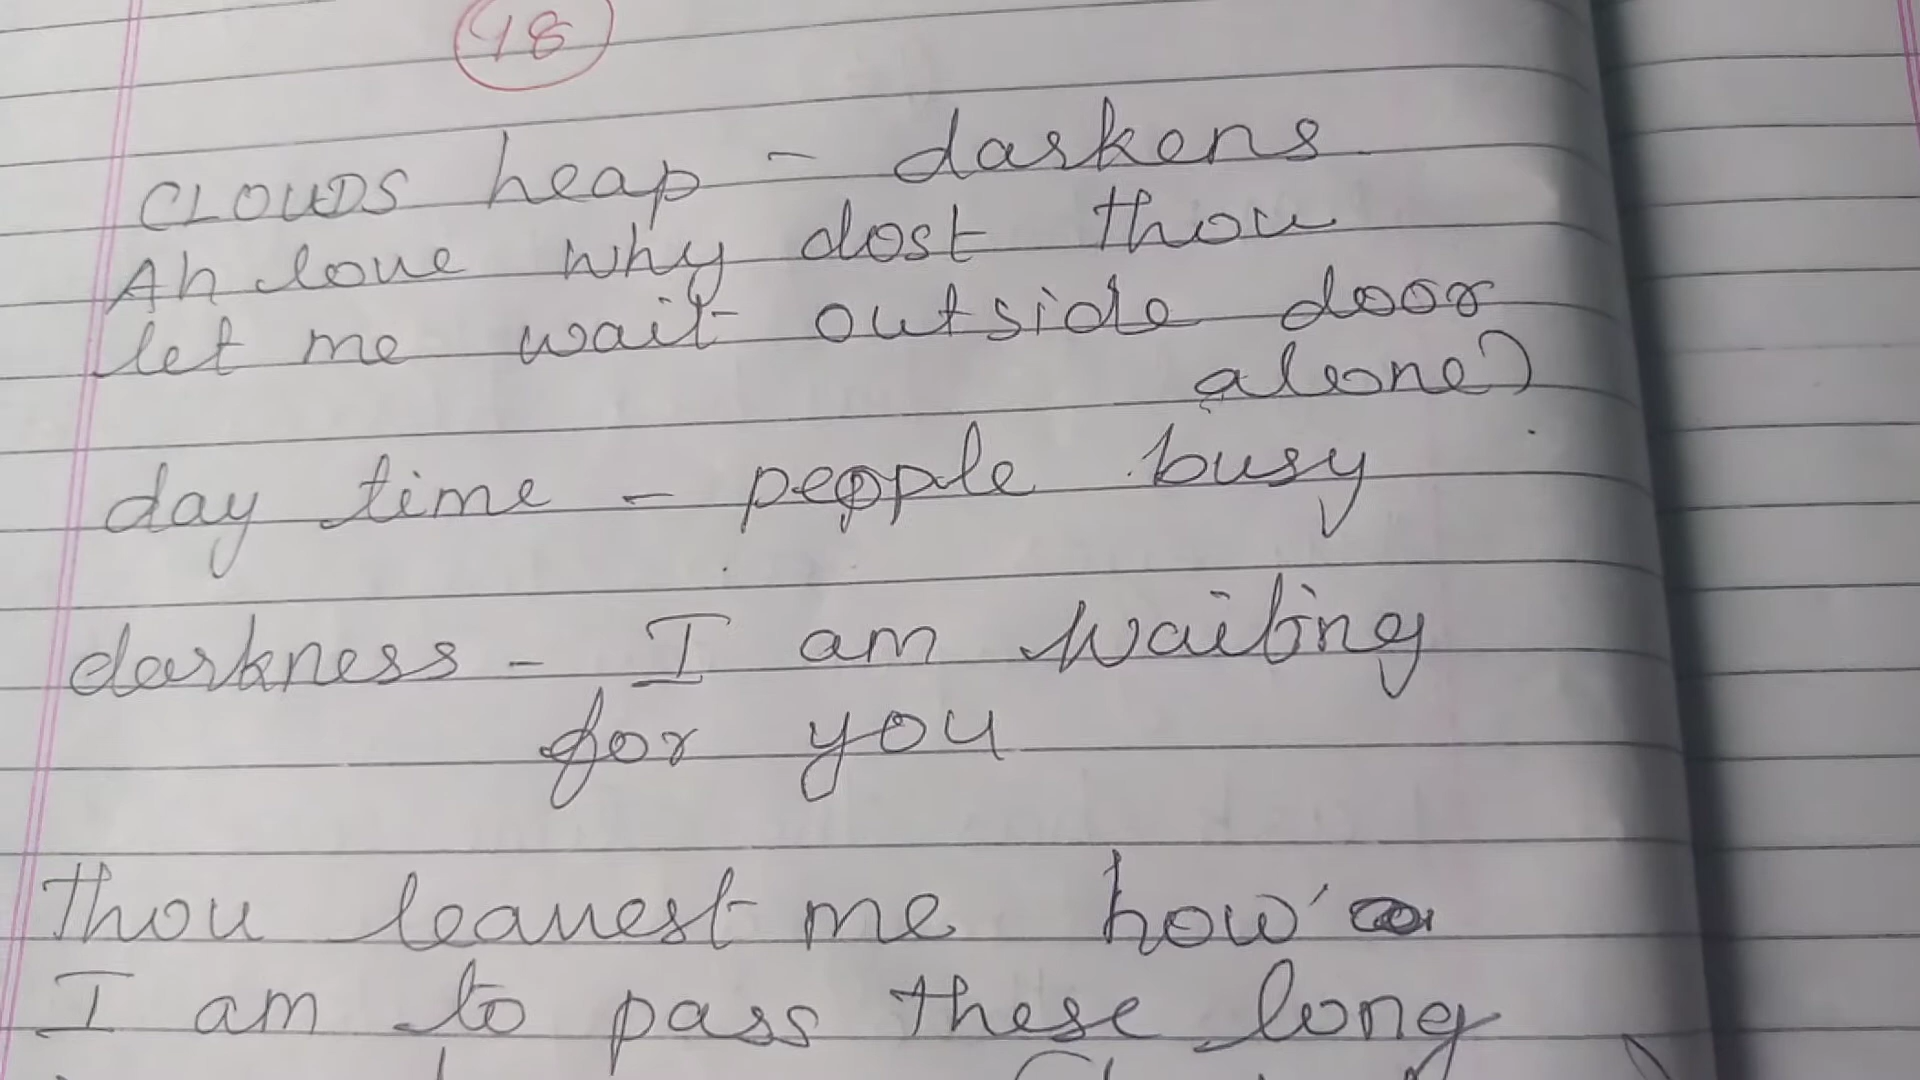 18
CLOUDS heap - darkens
Ah love why dost thou
let me wait outside door
alone?
day time - people busy
darkness - I am waiting
for you
Thou leavest me how
I am to pass these long